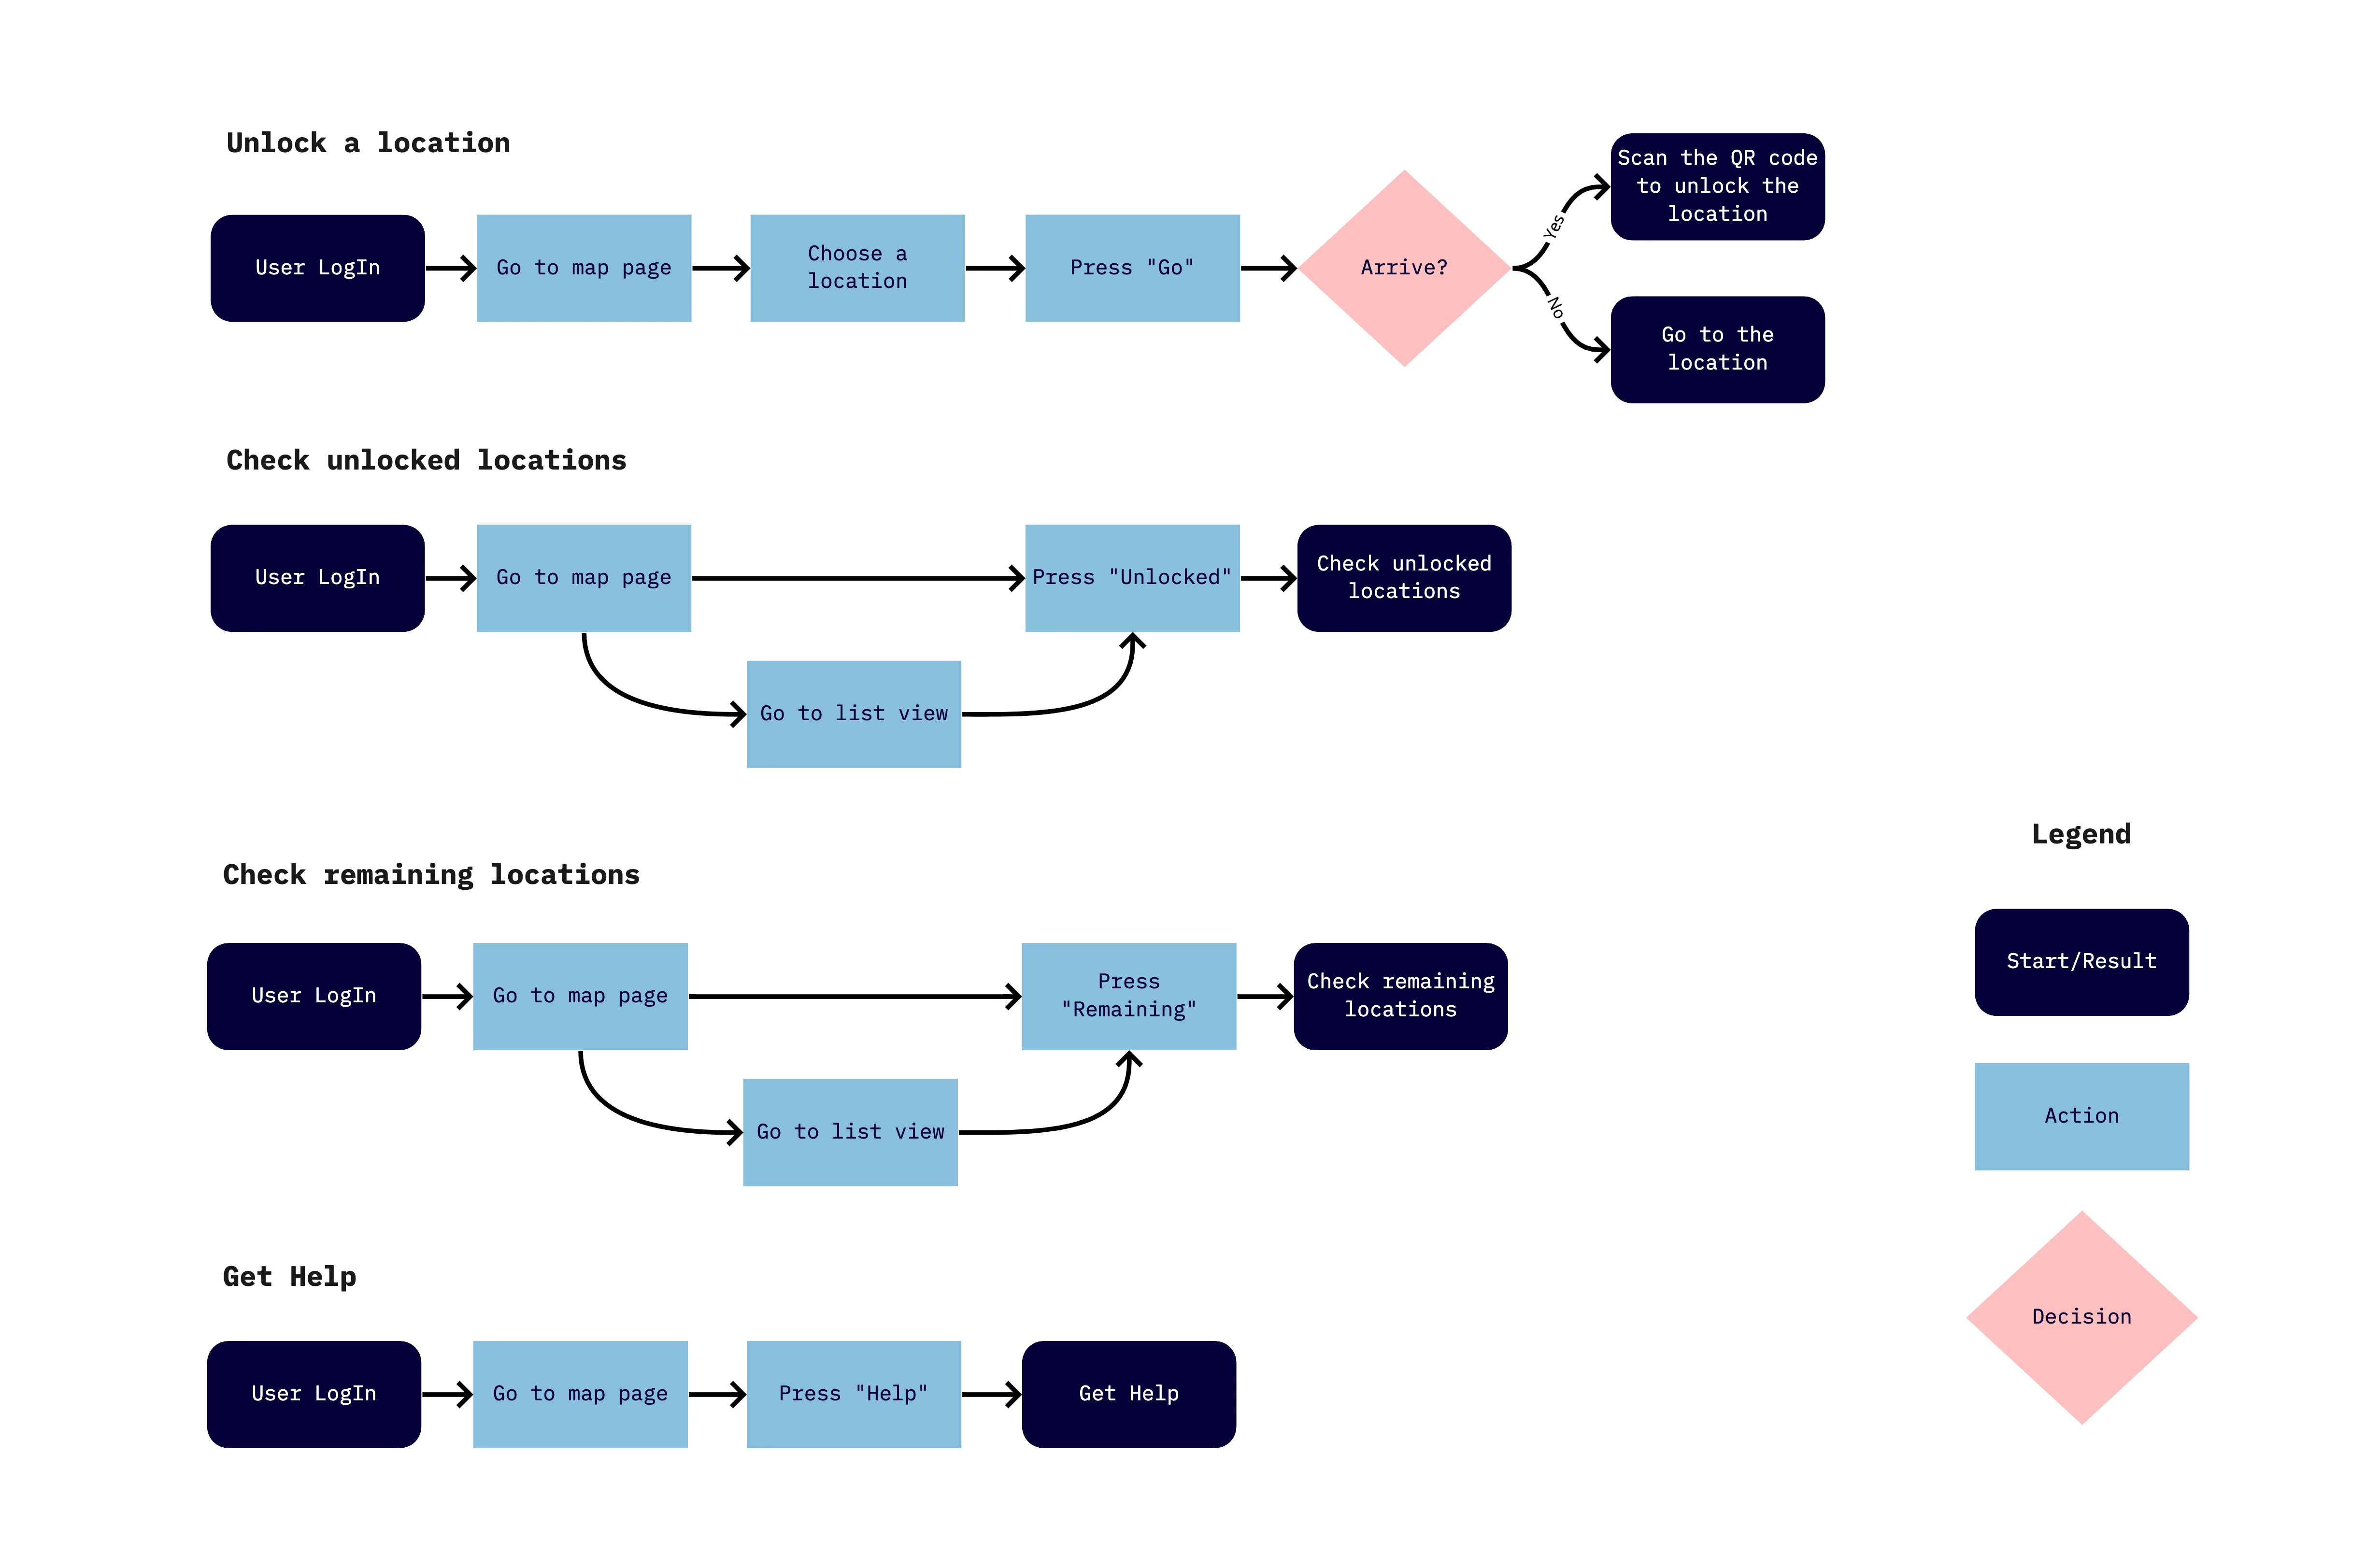 Unlock a location
User LogIn
Go to map page
Choose a
location
Press "Go"
Arrive?
Yes
No
Scan the QR code
to unlock the
location
Go to the
location
Check unlocked locations
User LogIn
Go to map page
Press "Unlocked"
Check unlocked
locations
Go to list view
Check remaining locations
User LogIn
Go to map page
Press
"Remaining"
Check remaining
locations
Go to list view
Get Help
User LogIn
Go to map page
Press "Help"
Get Help
Legend
Start/Result
Action
Decision